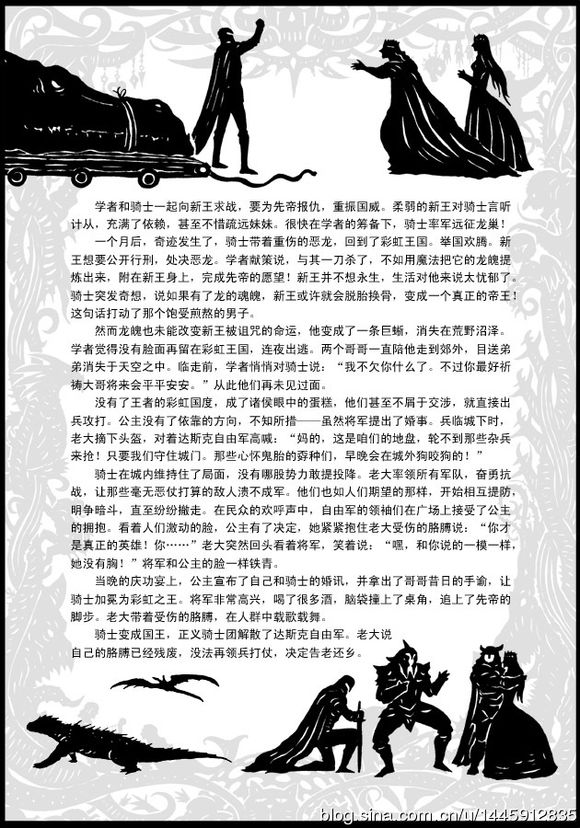 学者和骑士一起向新王求战，要为先帝报仇，重振国威。柔弱的新王对骑士言听
计从，充满了依赖，甚至不惜疏远妹妹。很快在学者的筹备下，骑士率军远征龙巢！
一个月后，奇迹发生了，骑士带着重伤的恶龙，回到了彩虹王国。举国欢腾。新
王想要公开行刑，处决恶龙。学者献策说，与其一刀杀了，不如用魔法把它的龙魄提
炼出来，附在新王身上，完成先帝的愿望！新王并不想永生，生活对他来说太忧郁了。
骑士突发奇想，说如果有了龙的魂魄，新王或许就会脱胎换骨，变成一个真正的帝王！
这句话打动了那个饱受煎熬的男子。
然而龙魄也未能改变新王被诅咒的命运，他变成了一条巨蜥，消失在荒野沼泽。
学者觉得没有脸面再留在彩虹王国，连夜出逃。两个哥哥一直陪他走到郊外，目送弟
弟消失于天空之中。临走前，学者悄悄对骑士说：“我不欠你什么了。不过你最好祈
祷大哥将来会平平安安。”从此他们再未见过面。
没有了王者的彩虹国度，成了诸侯眼中的蛋糕，他们甚至不屑于交涉，就直接出
兵攻打。公主没有了依靠的方向，不知所措——虽然将军提出了婚事。兵临城下时，
老大摘下头盔，对着达斯克自由军高喊：“妈的，这是咱们的地盘，轮不到那些杂兵
来抢！只要我们守住城门。那些心怀鬼胎的孬种们，早晚会在城外狗咬狗的！”
骑士在城内维持住了局面，没有哪股势力敢提投降。老大率领所有军队，奋勇抗
战，让那些毫无恶仗打算的敌人溃不成军。他们也如人们期望的那样，开始相互提防，
明争暗斗，直至纷纷撤走。在民众的欢呼声中，自由军的领袖们在广场上接受了公主
的拥抱。看着人们激动的脸，公主有了决定，她紧紧抱住老大受伤的胳膊说：“你才
是真正的英雄！你……”老大突然回头看着将军，笑着说：“嘿，和你说的一模一样，
她没有胸！”将军和公主的脸一样铁青。
当晚的庆功宴上，公主宣布了自己和骑士的婚讯，并拿出了哥哥昔日的手谕，让
骑士加冕为彩虹之王。将军非常高兴，喝了很多酒，脑袋撞上了桌角，追上了先帝的
脚步。老大带着受伤的胳膊，在人群中载歌载舞。
骑士变成国王，正义骑士团解散了达斯克自由军。老大说
自己的胳膊已经残废，没法再领兵打仗，决定告老还乡。
blog.sina.com.cn/u/1445912835